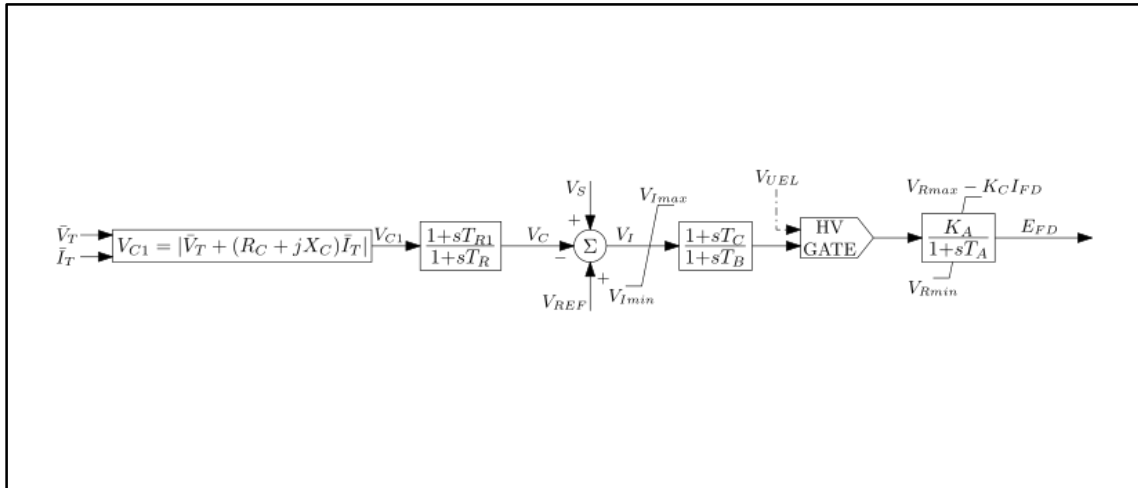 V_S
V_{Imax}
V_{UEL}
V_{Rmax} − K_C I_{FD}
+
V̄_T
Ī_T
V_{C1} = |V̄_T + (R_C + jX_C)Ī_T|
V_{C1}
1+sT_{R1}
1+sT_R
V_C
−
Σ
V_I
1+sT_C
1+sT_B
HV
GATE
K_A
1+sT_A
E_{FD}
+
V_{REF}
V_{Imin}
V_{Rmin}